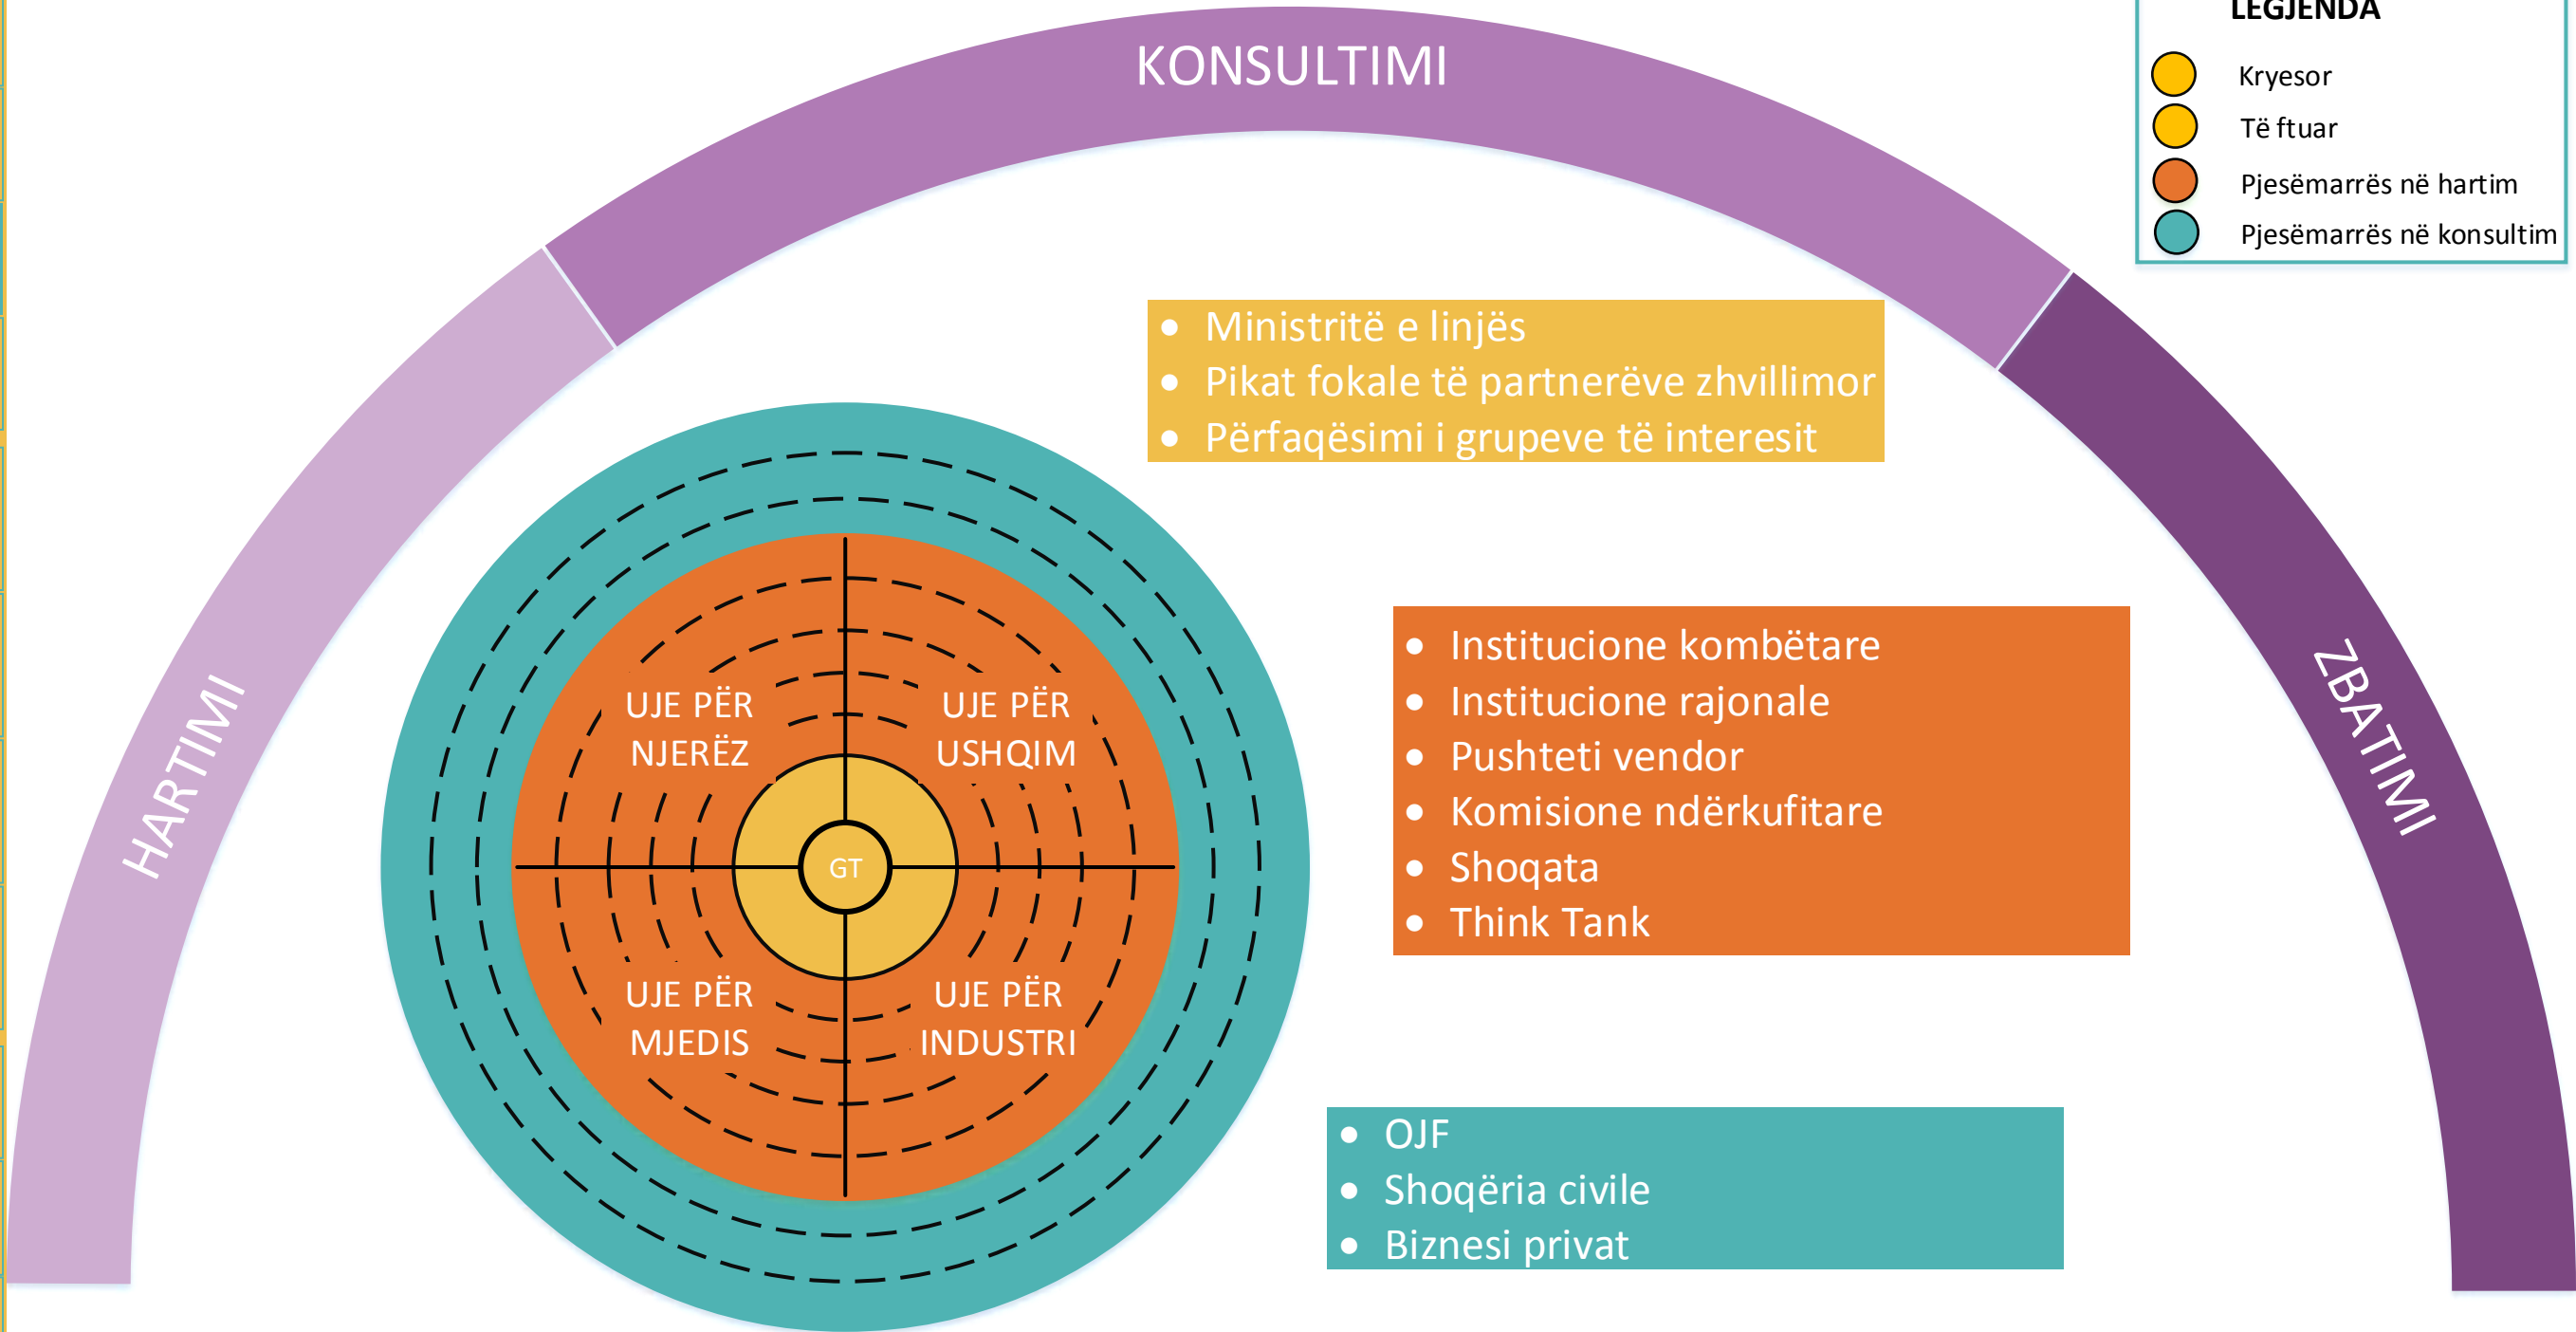 KONSULTIMI
HARTIMI
ZBATIMI
LEGJENDA
Kryesor
Të ftuar
Pjesëmarrës në hartim
Pjesëmarrës në konsultim
• Ministritë e linjës
• Pikat fokale të partnerëve zhvillimor
• Përfaqësimi i grupeve të interesit
UJE PËR
NJERËZ
UJE PËR
USHQIM
GT
UJE PËR
MJEDIS
UJE PËR
INDUSTRI
• Institucione kombëtare
• Institucione rajonale
• Pushteti vendor
• Komisione ndërkufitare
• Shoqata
• Think Tank
• OJF
• Shoqëria civile
• Biznesi privat